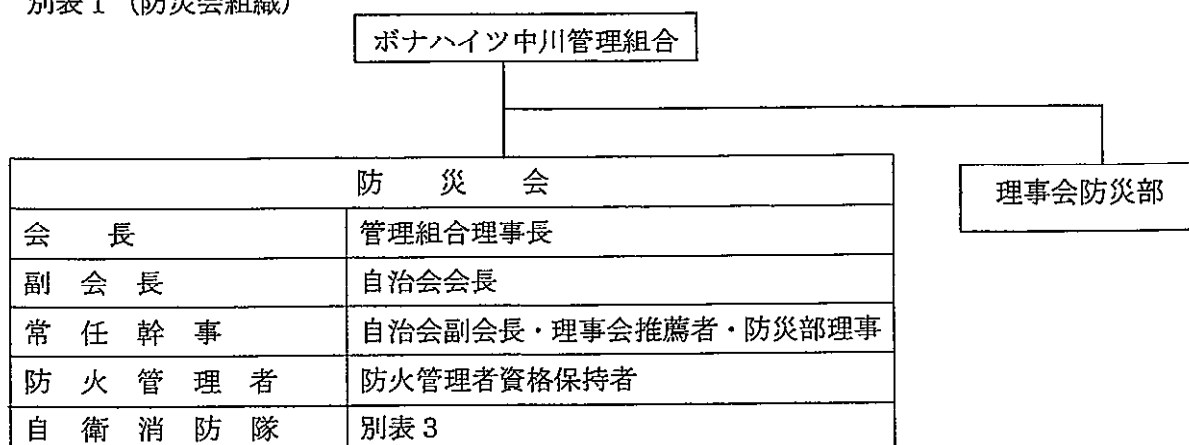 別表1（防災会組織）
ボナハイツ中川管理組合
防災会
理事会防災部
会長 管理組合理事長
副会長 自治会会長
常任幹事 自治会副会長・理事会推薦者・防災部理事
防火管理者 防火管理者資格保持者
自衛消防隊 別表3